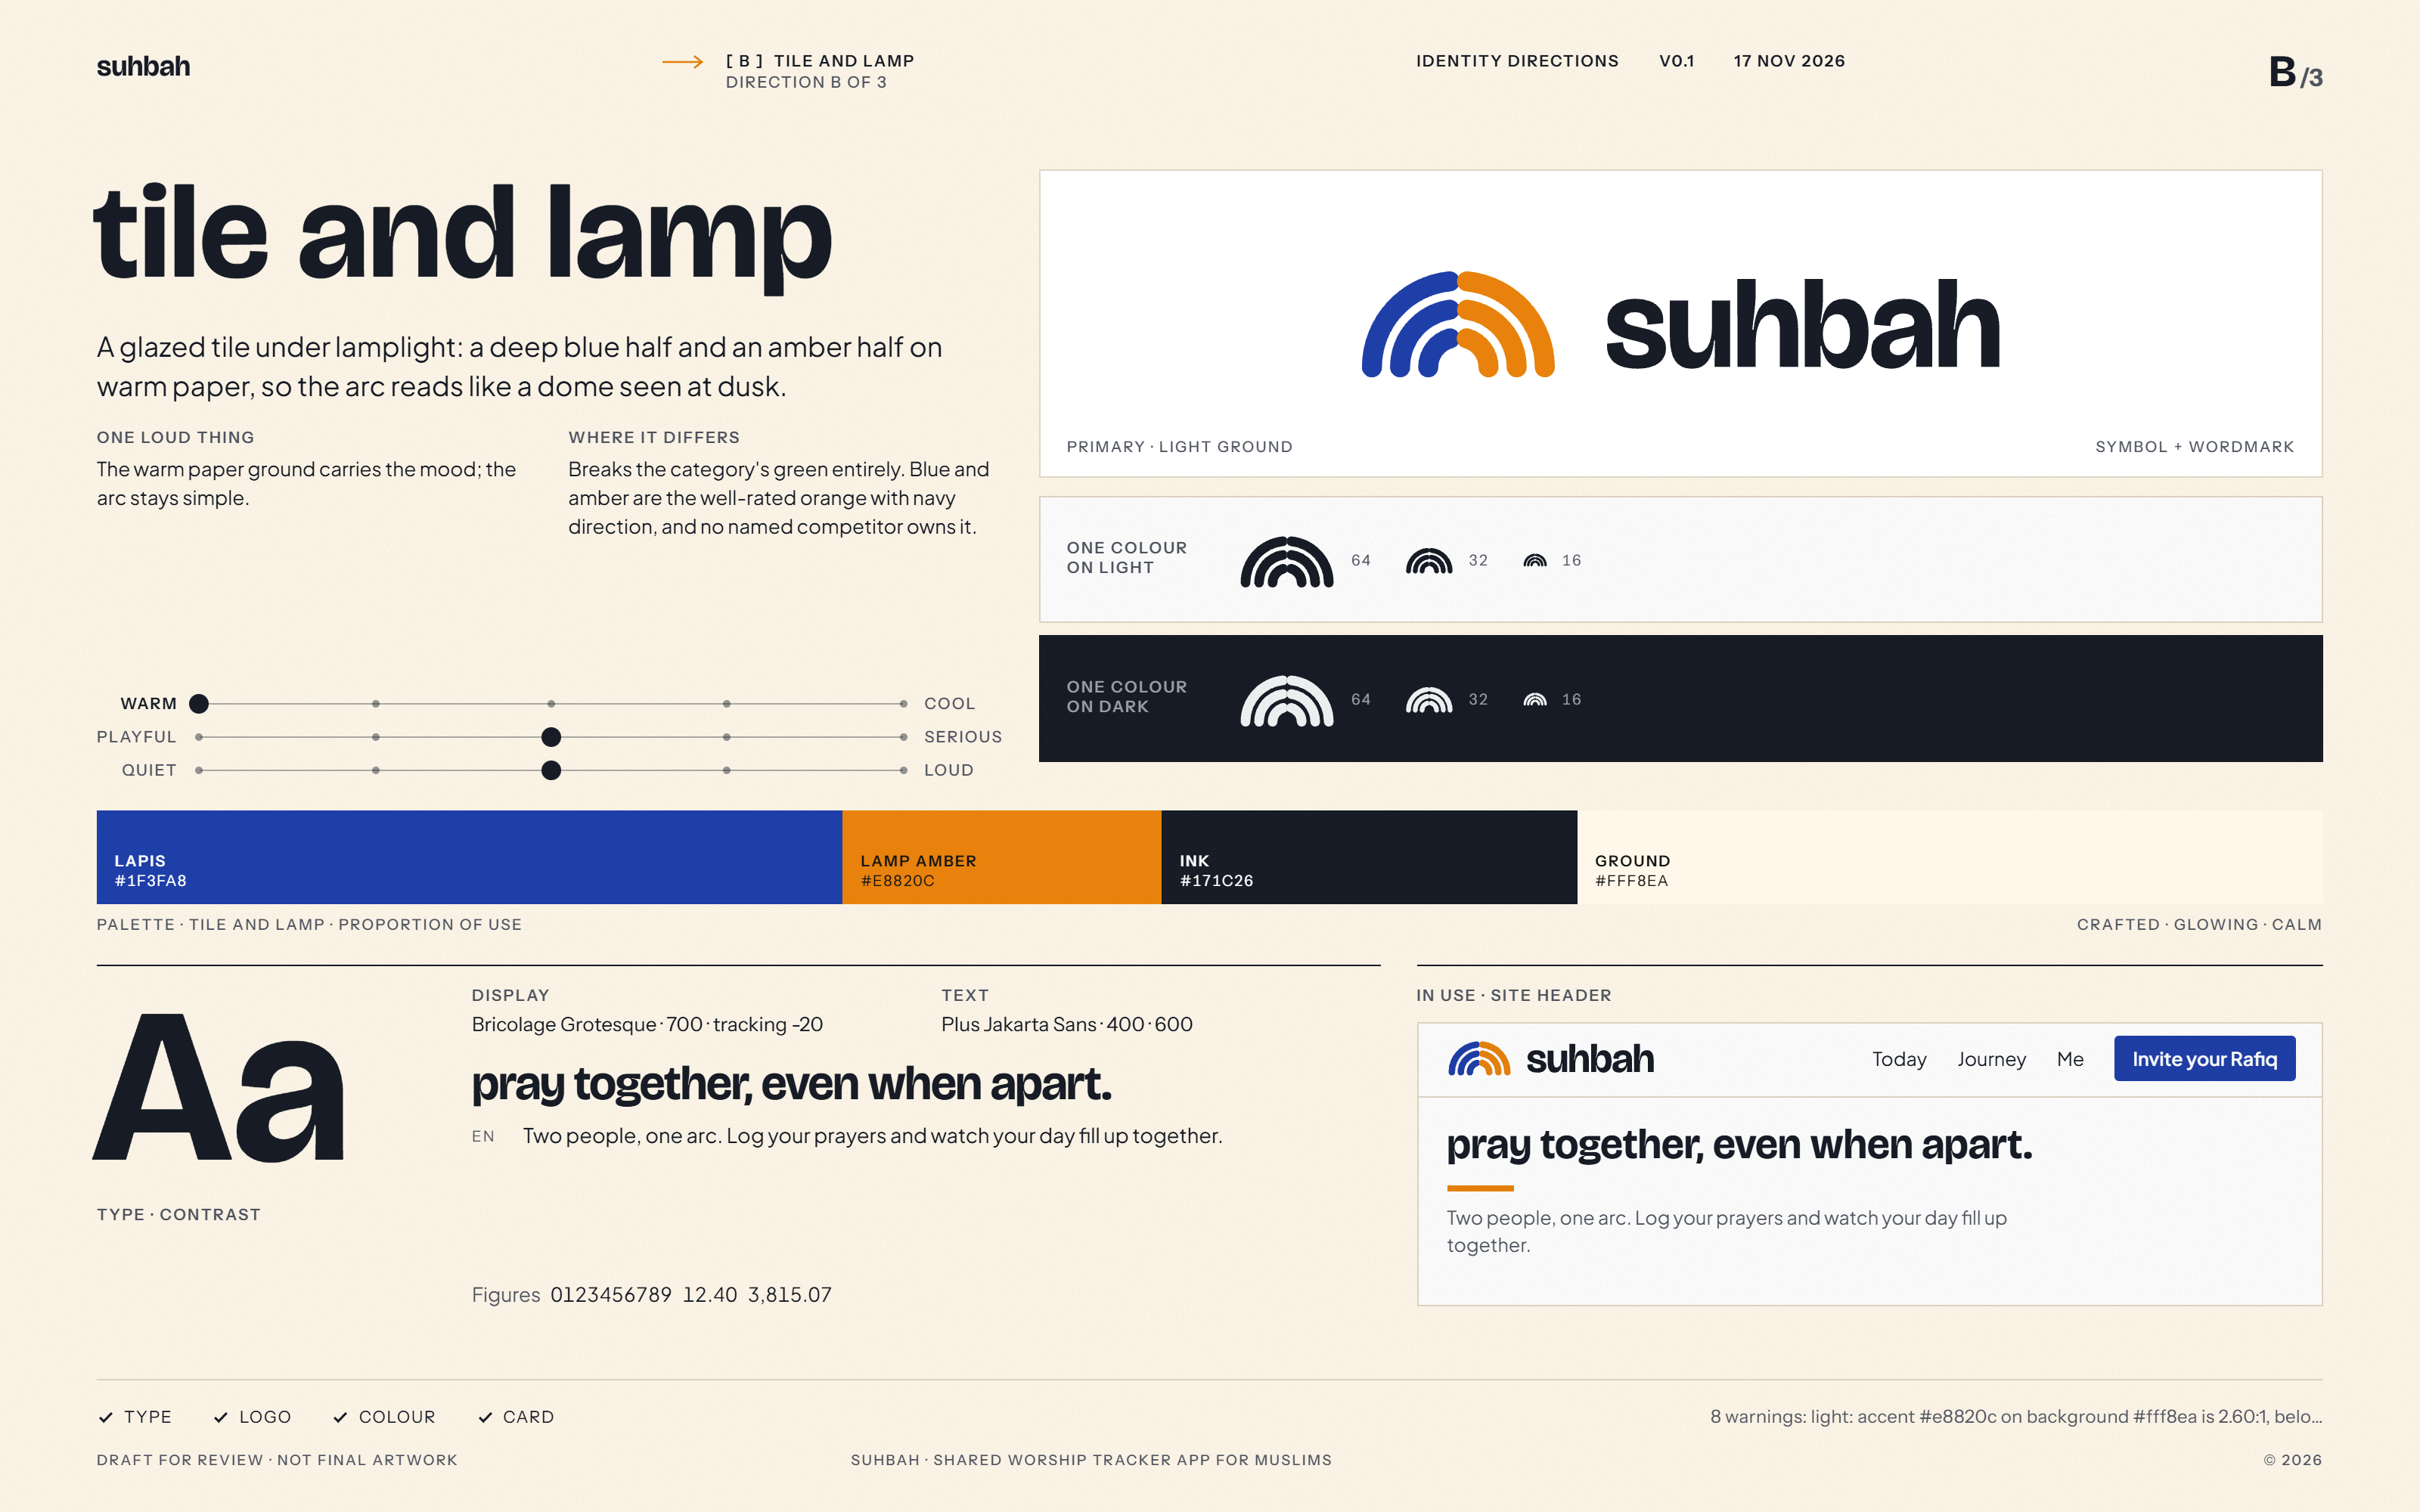 suhbah
[ B ] TILE AND LAMP
DIRECTION B OF 3
IDENTITY DIRECTIONS V0.1 17 NOV 2026
B/3
tile and lamp
A glazed tile under lamplight: a deep blue half and an amber half on
warm paper, so the arc reads like a dome seen at dusk.
ONE LOUD THING
The warm paper ground carries the mood; the
arc stays simple.
WHERE IT DIFFERS
Breaks the category's green entirely. Blue and
amber are the well-rated orange with navy
direction, and no named competitor owns it.
WARM COOL
PLAYFUL SERIOUS
QUIET LOUD
suhbah
PRIMARY · LIGHT GROUND
SYMBOL + WORDMARK
ONE COLOUR
ON LIGHT
64 32 16
ONE COLOUR
ON DARK
64 32 16
LAPIS
#1F3FA8
LAMP AMBER
#E8820C
INK
#171C26
GROUND
#FFF8EA
PALETTE · TILE AND LAMP · PROPORTION OF USE
CRAFTED · GLOWING · CALM
Aa
TYPE · CONTRAST
DISPLAY
Bricolage Grotesque · 700 · tracking -20
TEXT
Plus Jakarta Sans · 400 · 600
pray together, even when apart.
EN Two people, one arc. Log your prayers and watch your day fill up together.
Figures 0123456789 12.40 3,815.07
IN USE · SITE HEADER
suhbah
Today Journey Me Invite your Rafiq
pray together, even when apart.
Two people, one arc. Log your prayers and watch your day fill up
together.
TYPE LOGO COLOUR CARD
8 warnings: light: accent #e8820c on background #fff8ea is 2.60:1, belo…
DRAFT FOR REVIEW · NOT FINAL ARTWORK
SUHBAH · SHARED WORSHIP TRACKER APP FOR MUSLIMS
© 2026